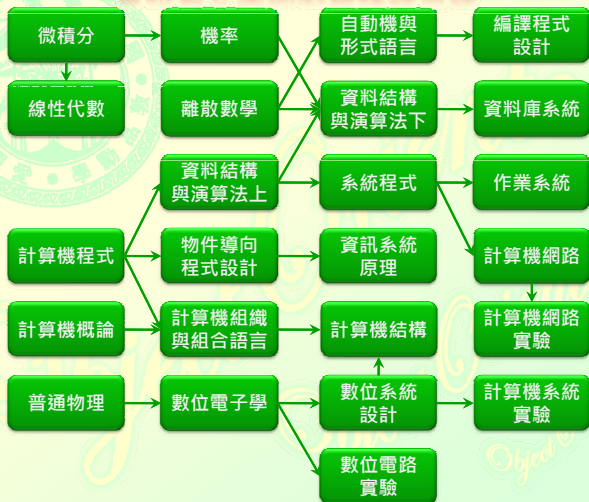 微積分
機率
自動機與
形式語言
編譯程式
設計
線性代數
離散數學
資料結構
與演算法下
資料庫系統
資料結構
與演算法上
系統程式
作業系統
計算機程式
物件導向
程式設計
資訊系統
原理
計算機網路
計算機概論
計算機組織
與組合語言
計算機結構
計算機網路
實驗
普通物理
數位電子學
數位系統
設計
計算機系統
實驗
數位電路
實驗
Object